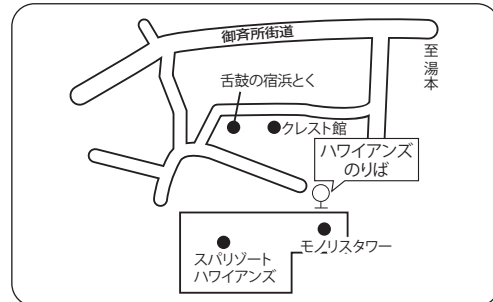 御斉所街道
至湯本
舌鼓の宿浜とく
クレスト館
ハワイアンズ
のりば
モノリスタワー
スパリゾート
ハワイアンズ